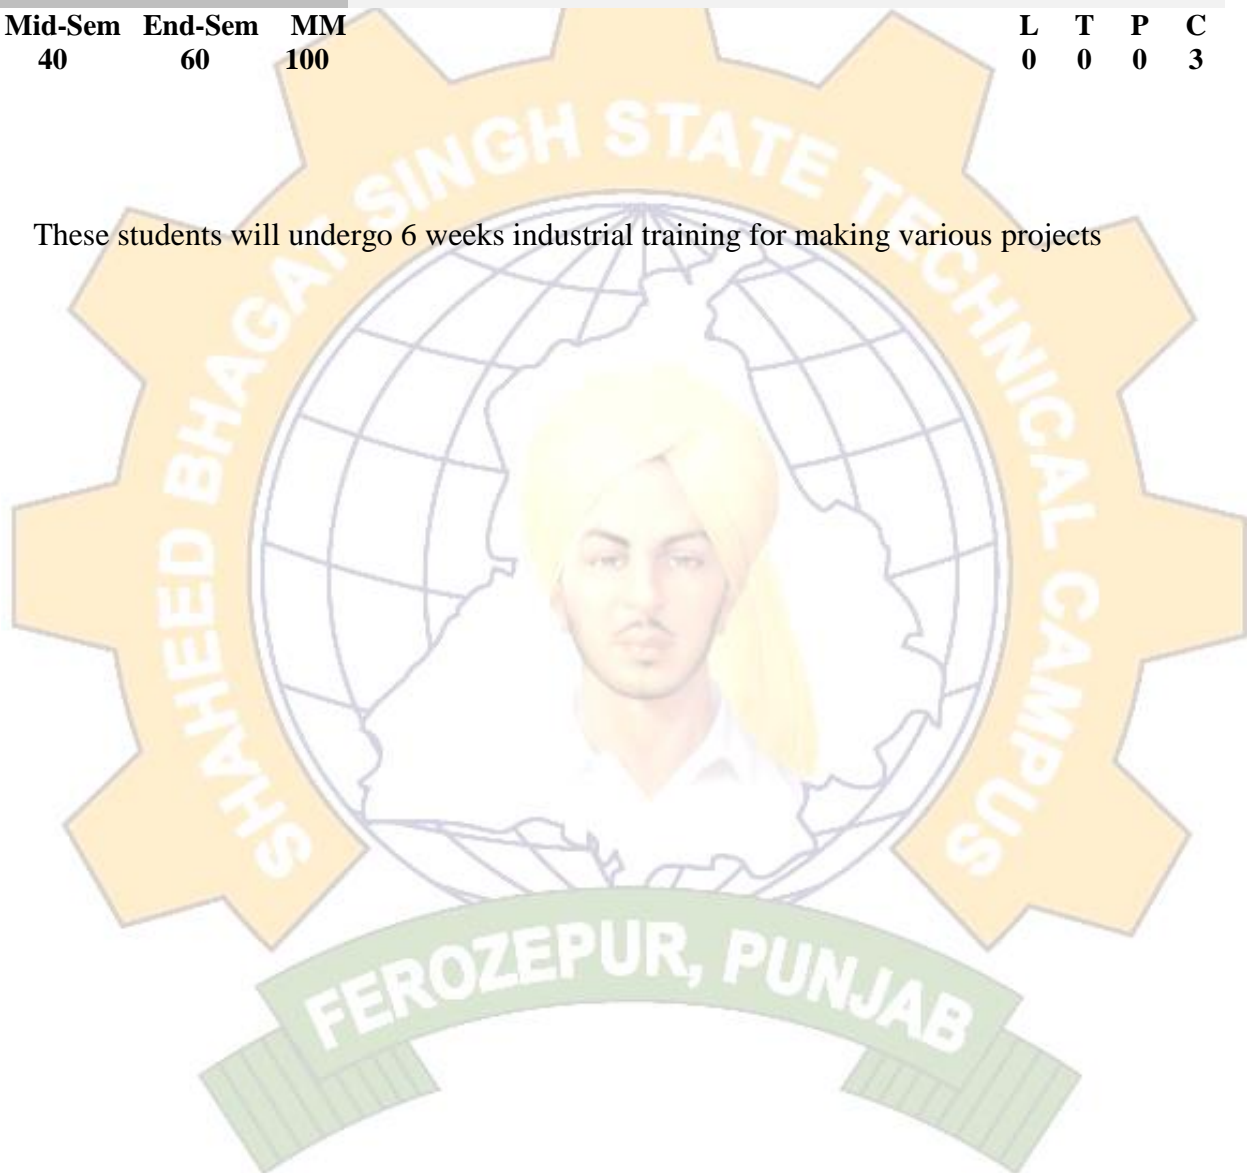 Mid-Sem End-Sem MM L T P C
40 60 100 0 0 0 3
These students will undergo 6 weeks industrial training for making various projects
SHAHEED BHAGAT SINGH STATE TECHNICAL CAMPUS
FEROZEPUR, PUNJAB